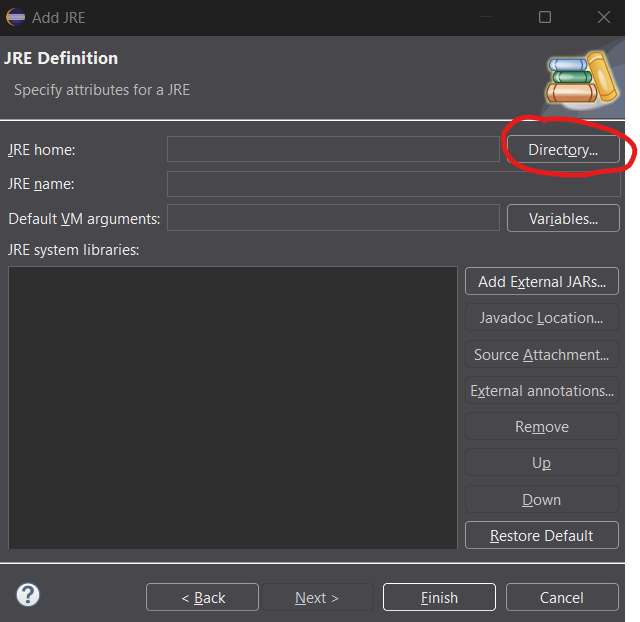 Add JRE
JRE Definition
Specify attributes for a JRE
JRE home:
Directory...
JRE name:
Default VM arguments:
Variables...
JRE system libraries:
Add External JARs...
Javadoc Location...
Source Attachment...
External annotations...
Remove
Up
Down
Restore Default
?
< Back
Next >
Finish
Cancel